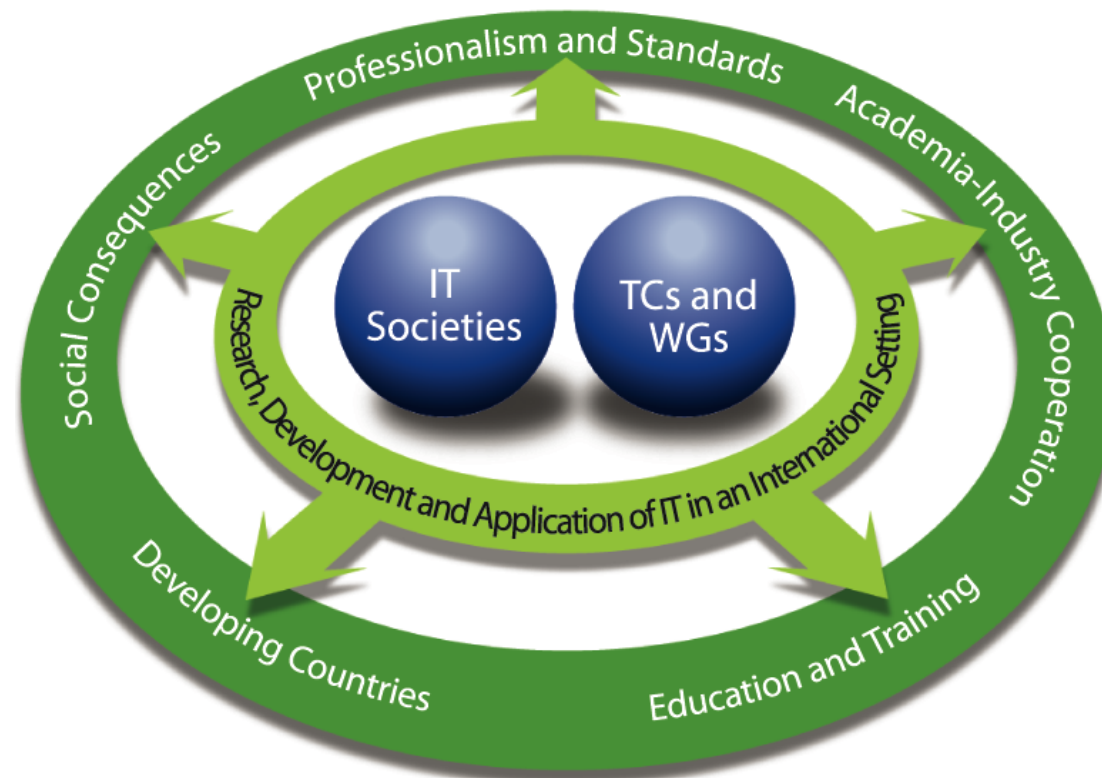 Professionalism and Standards
Academia-Industry Cooperation
Social Consequences
IT
Societies
TCs and
WGs
Research, Development and Application of IT in an International Setting
Developing Countries
Education and Training